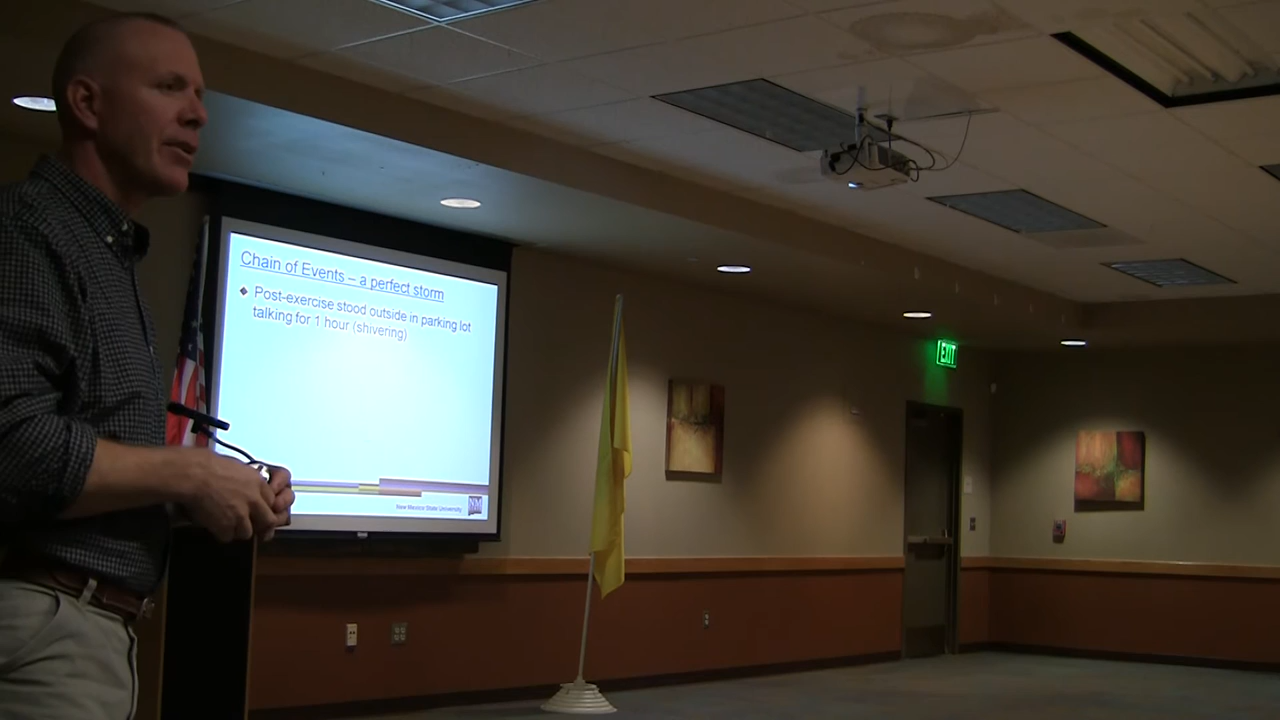 Chain of Events – a perfect storm
Post-exercise stood outside in parking lot
talking for 1 hour (shivering)
New Mexico State University
NM
EXIT